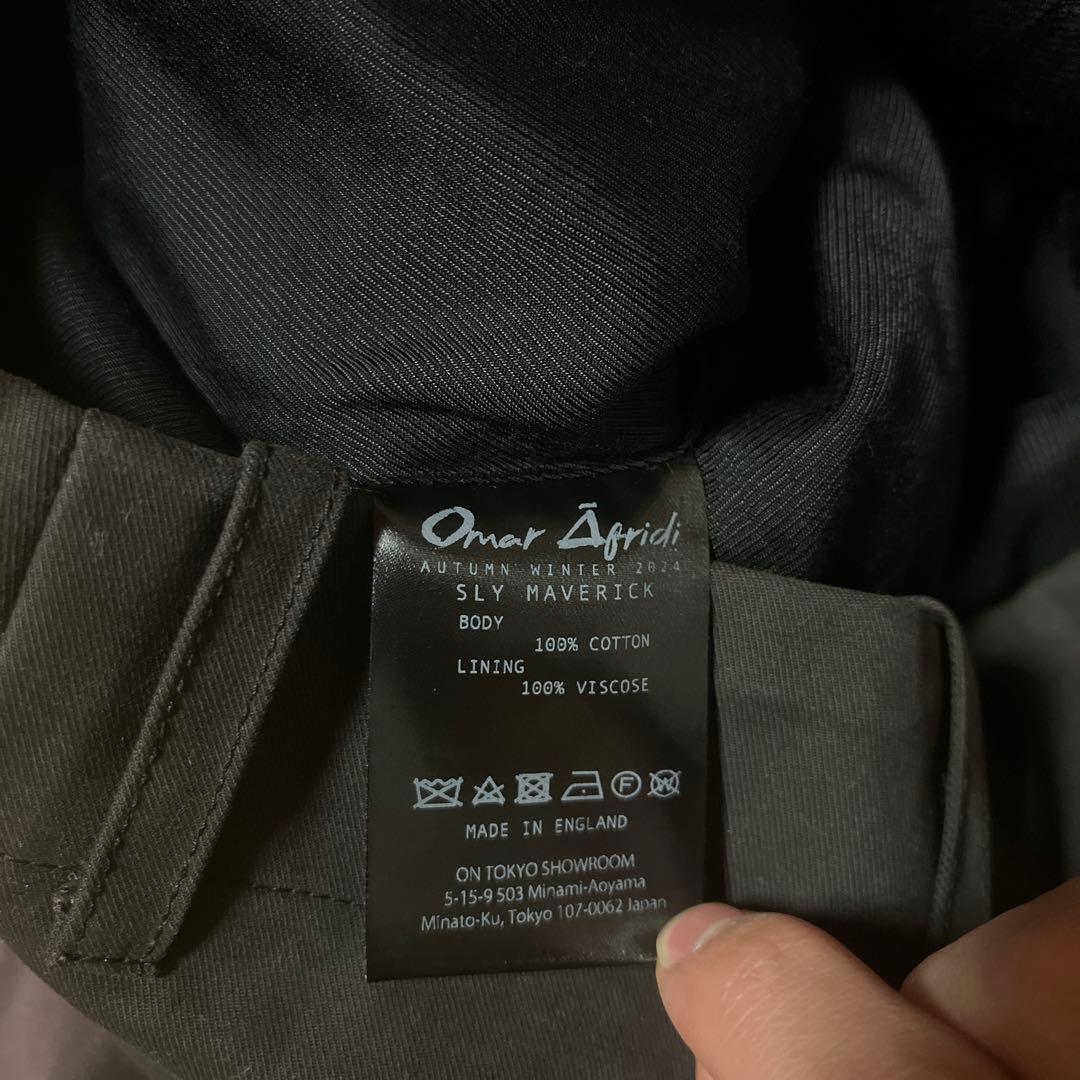 Omar Āfridi
AUTUMN WINTER 2024
SLY MAVERICK
BODY
100% COTTON
LINING
100% VISCOSE
F W
MADE IN ENGLAND
ON TOKYO SHOWROOM
5-15-9 503 Minami-Aoyama
Minato-Ku, Tokyo 107-0062 Japan